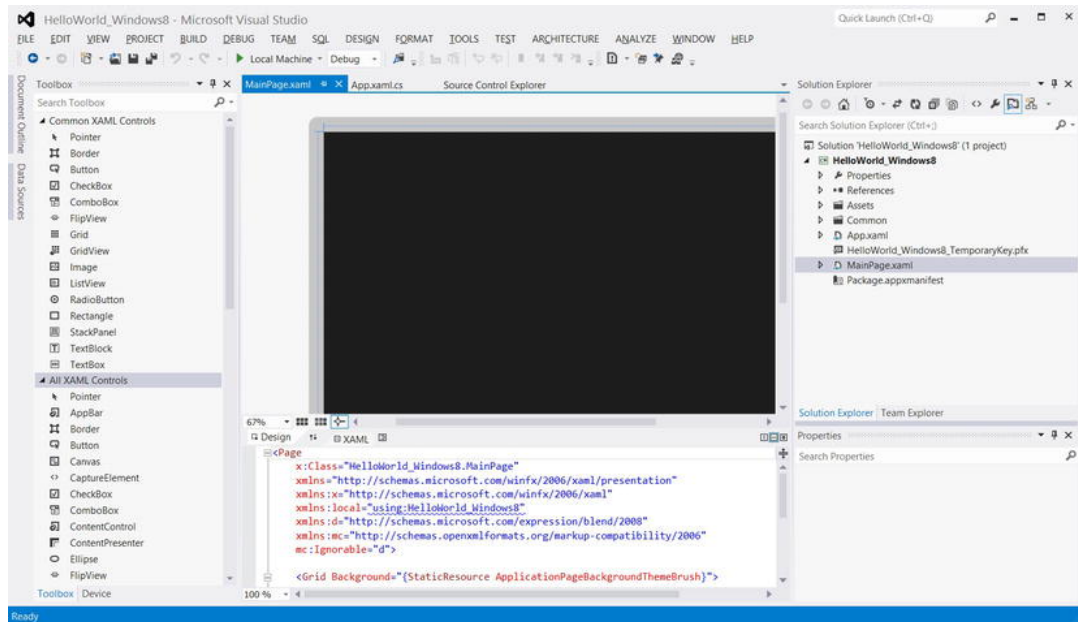 HelloWorld_Windows8 - Microsoft Visual Studio
Quick Launch (Ctrl+Q)
FILE EDIT VIEW PROJECT BUILD DEBUG TEAM SQL DESIGN FORMAT TOOLS TEST ARCHITECTURE ANALYZE WINDOW HELP
Local Machine Debug
Document Outline
Data Sources
Toolbox
Search Toolbox
Common XAML Controls
Pointer
Border
Button
CheckBox
ComboBox
FlipView
Grid
GridView
Image
ListView
RadioButton
Rectangle
StackPanel
TextBlock
TextBox
All XAML Controls
Pointer
AppBar
Border
Button
Canvas
CaptureElement
CheckBox
ComboBox
ContentControl
ContentPresenter
Ellipse
FlipView
Toolbox Device
MainPage.xaml App.xaml.cs Source Control Explorer
67%
Design XAML
<Page
x:Class="HelloWorld_Windows8.MainPage"
xmlns="http://schemas.microsoft.com/winfx/2006/xaml/presentation"
xmlns:x="http://schemas.microsoft.com/winfx/2006/xaml"
xmlns:local="using:HelloWorld_Windows8"
xmlns:d="http://schemas.microsoft.com/expression/blend/2008"
xmlns:mc="http://schemas.openxmlformats.org/markup-compatibility/2006"
mc:Ignorable="d">
<Grid Background="{StaticResource ApplicationPageBackgroundThemeBrush}">
100 %
Solution Explorer
Search Solution Explorer (Ctrl+;)
Solution 'HelloWorld_Windows8' (1 project)
HelloWorld_Windows8
Properties
References
Assets
Common
App.xaml
HelloWorld_Windows8_TemporaryKey.pfx
MainPage.xaml
Package.appxmanifest
Solution Explorer Team Explorer
Properties
Search Properties
Ready